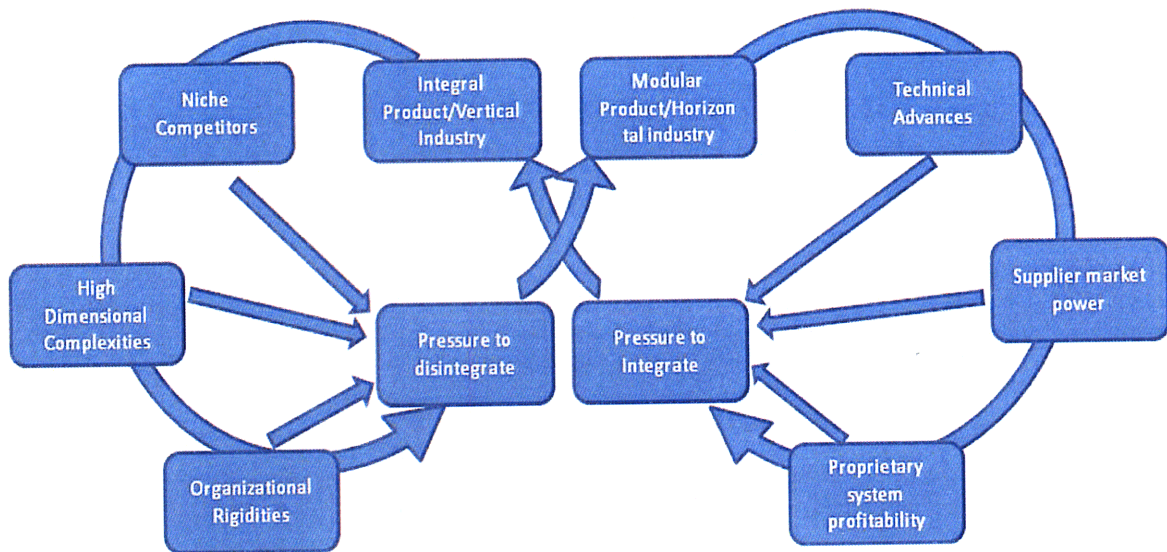 Niche
Competitors
Integral
Product/Vertical
Industry
Modular
Product/Horizon
tal industry
Technical
Advances
High
Dimensional
Complexities
Pressure to
disintegrate
Pressure to
Integrate
Supplier market
power
Organizational
Rigidities
Proprietary
system
profitability